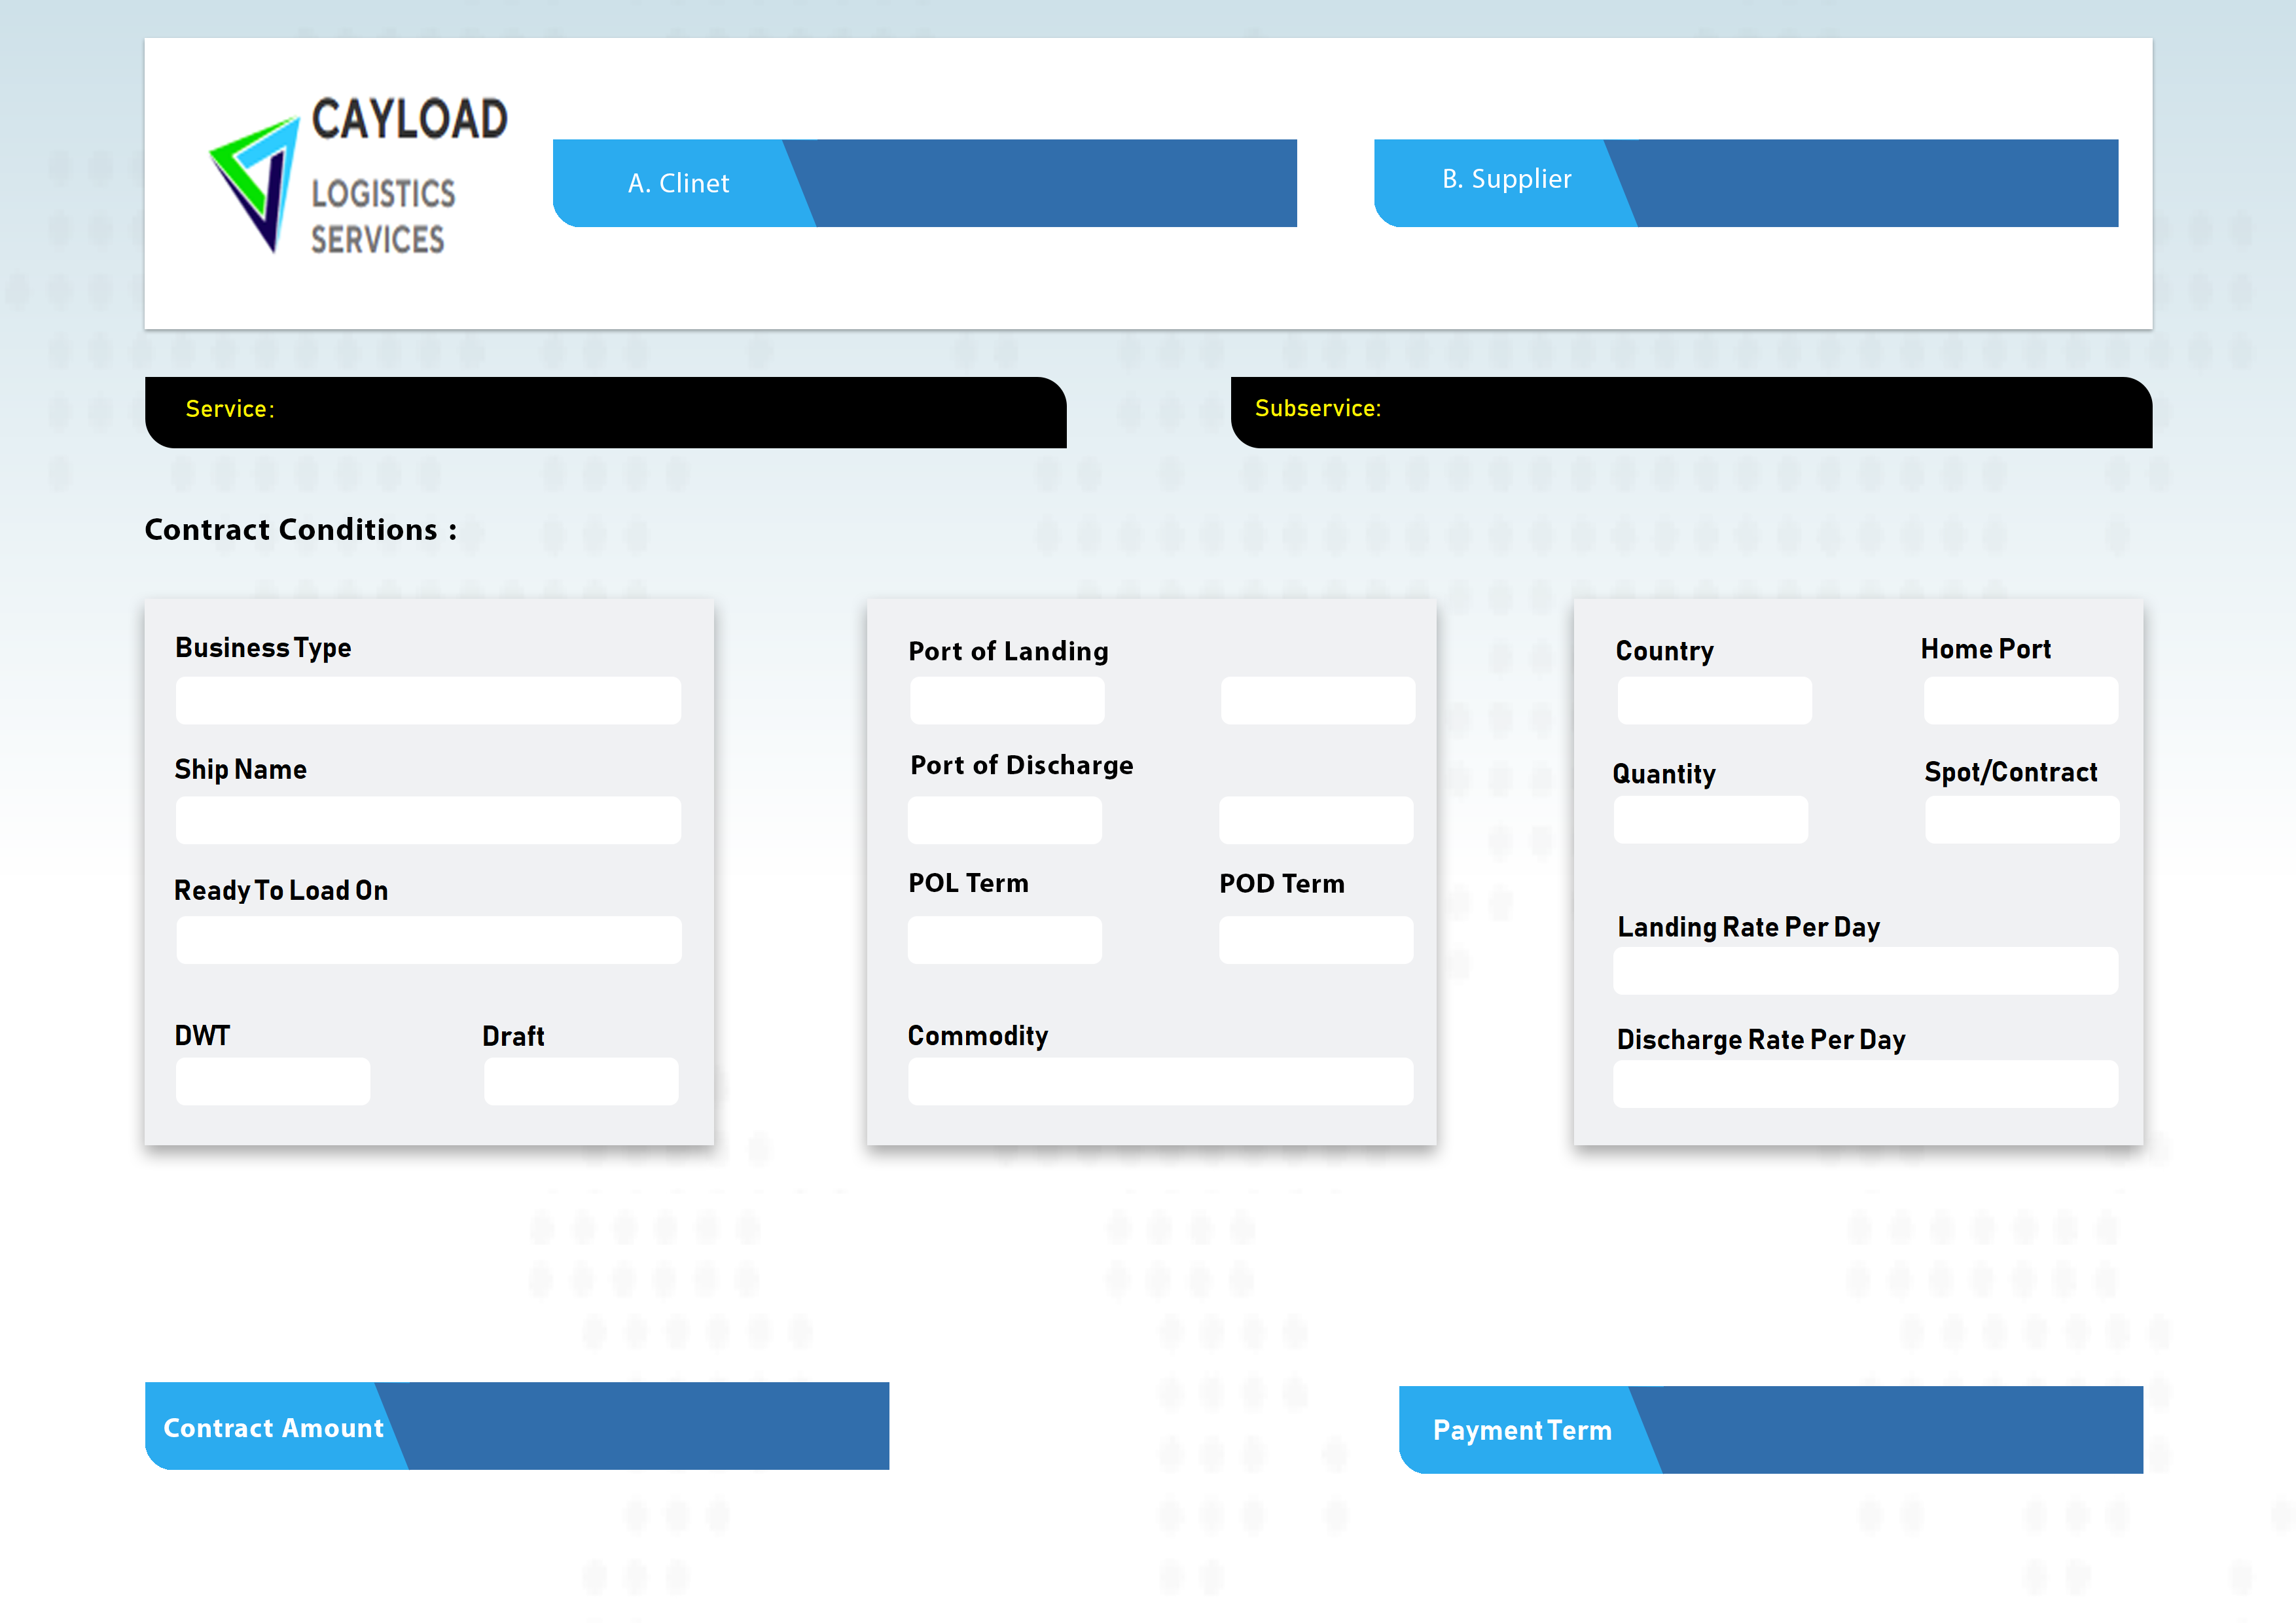 CAYLOAD
LOGISTICS
SERVICES
A. Clinet
B. Supplier
Service:
Subservice:
Contract Conditions :
Business Type
Ship Name
Ready To Load On
DWT
Draft
Port of Landing
Port of Discharge
POL Term
POD Term
Commodity
Country
Home Port
Quantity
Spot/Contract
Landing Rate Per Day
Discharge Rate Per Day
Contract Amount
Payment Term